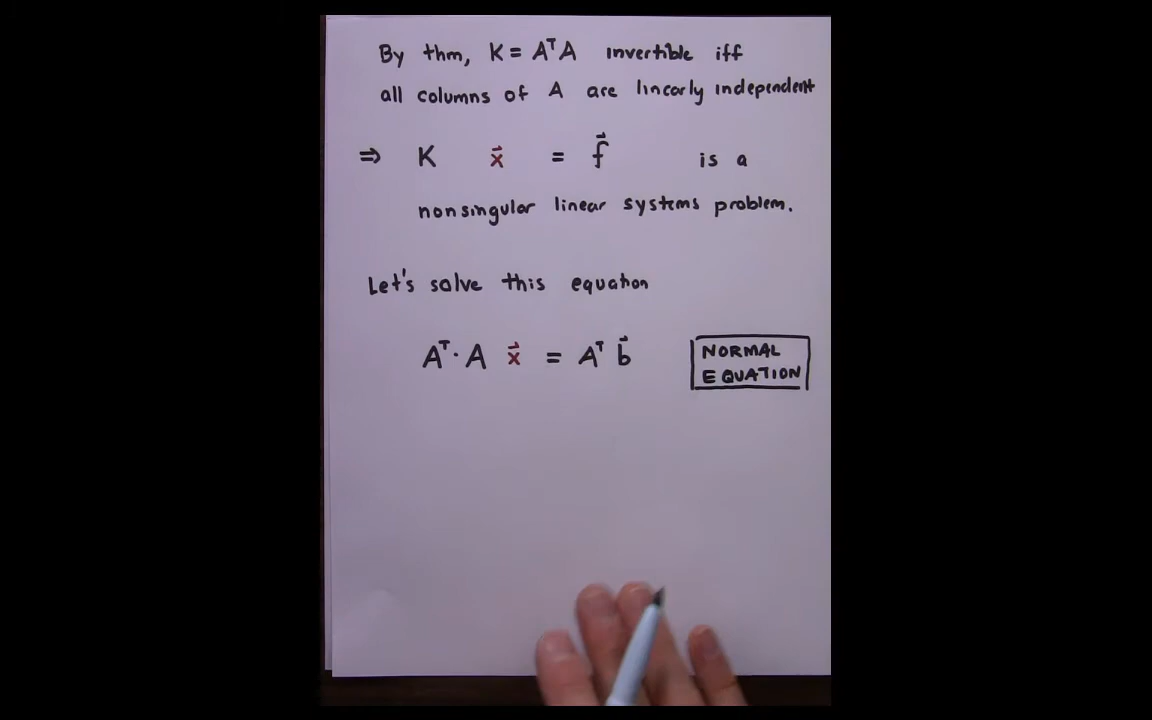 By thm, K = AᵀA invertible iff
all columns of A are linearly independent
⇒ K x⃗ = f⃗ is a
nonsingular linear systems problem.
Let's solve this equation
Aᵀ · A x⃗ = Aᵀ b⃗
NORMAL
EQUATION